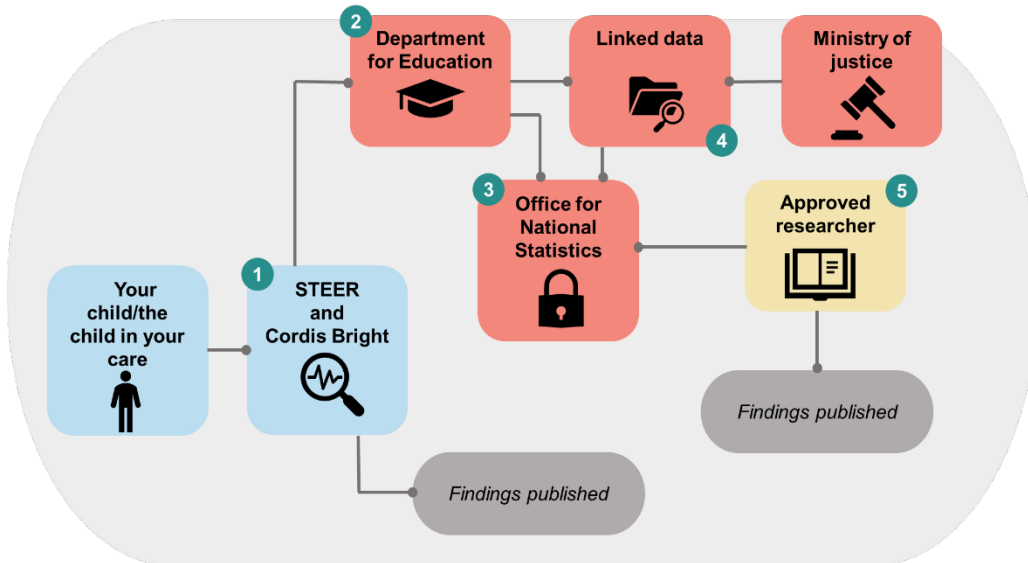 2
Department
for Education
Linked data
4
Ministry of
justice
3
Office for
National
Statistics
Approved
researcher
5
Your
child/the
child in your
care
1
STEER
and
Cordis Bright
Findings published
Findings published